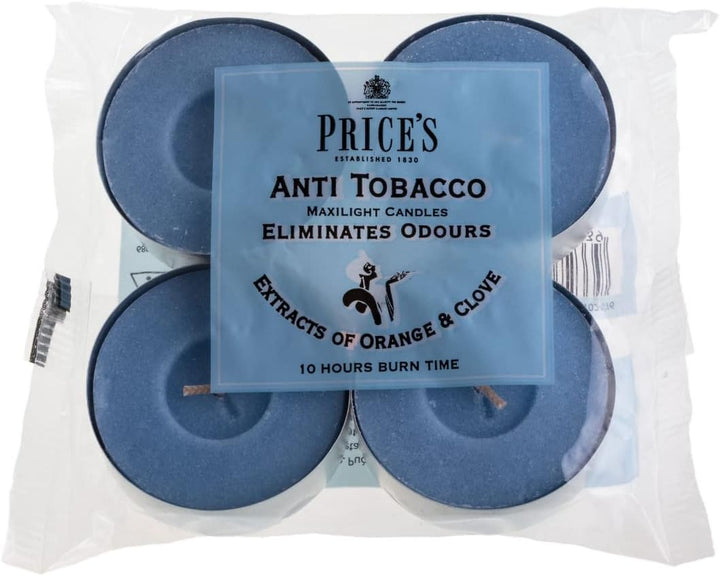 PRICE'S
ESTABLISHED 1830
ANTI TOBACCO
MAXILIGHT CANDLES
ELIMINATES ODOURS
EXTRACTS OF ORANGE & CLOVE
10 HOURS BURN TIME